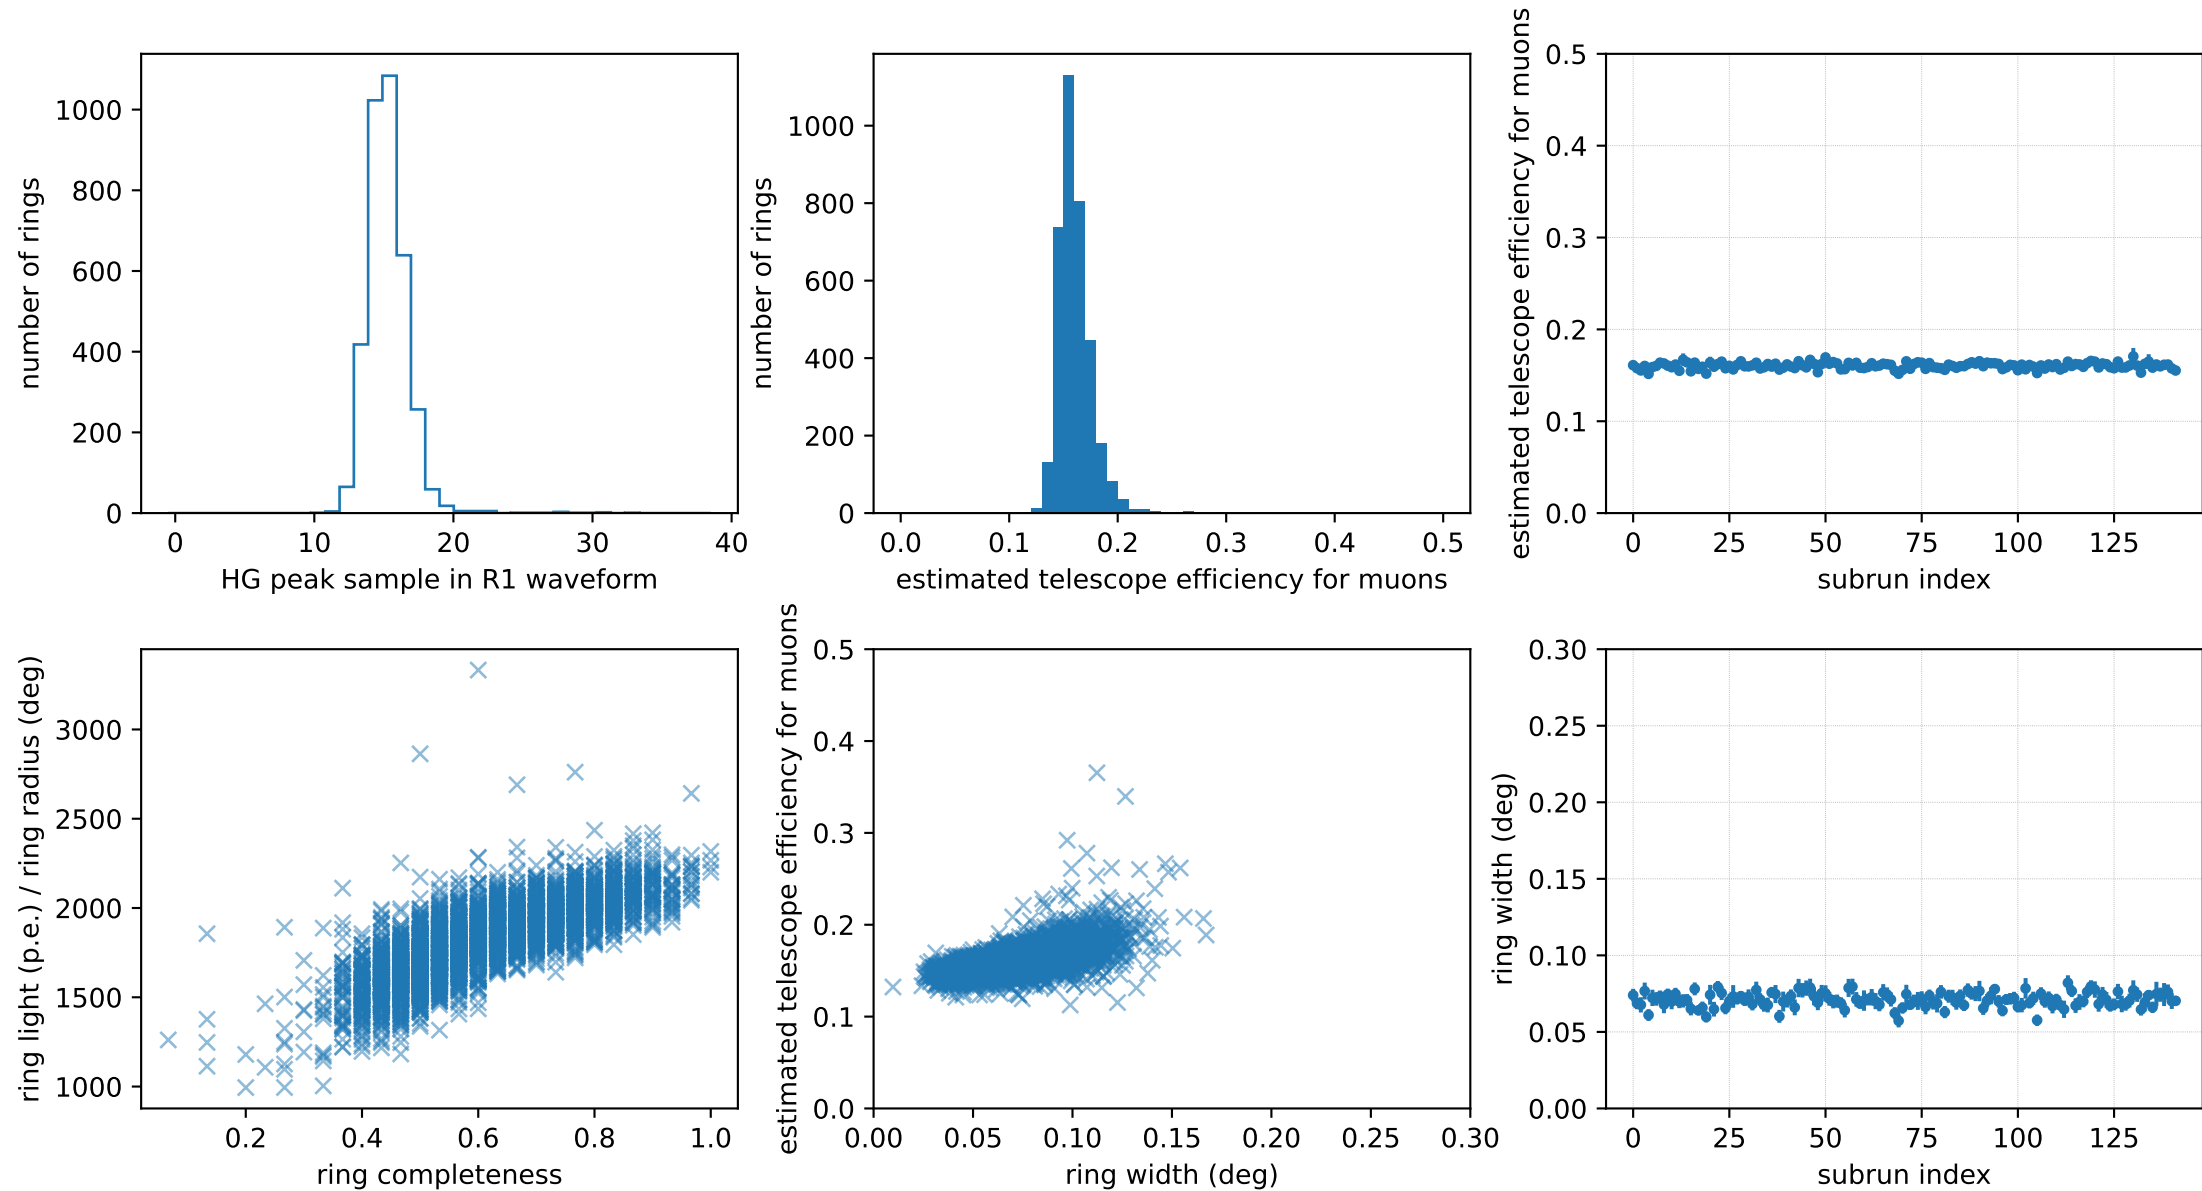 number of rings
1000
800
600
400
200
0
0 10 20 30 40
HG peak sample in R1 waveform
number of rings
1000
800
600
400
200
0
0.0 0.1 0.2 0.3 0.4 0.5
estimated telescope efficiency for muons
estimated telescope efficiency for muons
0.5
0.4
0.3
0.2
0.1
0.0
0 25 50 75 100 125
subrun index
ring light (p.e.) / ring radius (deg)
3000
2500
2000
1500
1000
0.2 0.4 0.6 0.8 1.0
ring completeness
estimated telescope efficiency for muons
0.5
0.4
0.3
0.2
0.1
0.0
0.00 0.05 0.10 0.15 0.20 0.25 0.30
ring width (deg)
ring width (deg)
0.30
0.25
0.20
0.15
0.10
0.05
0.00
0 25 50 75 100 125
subrun index